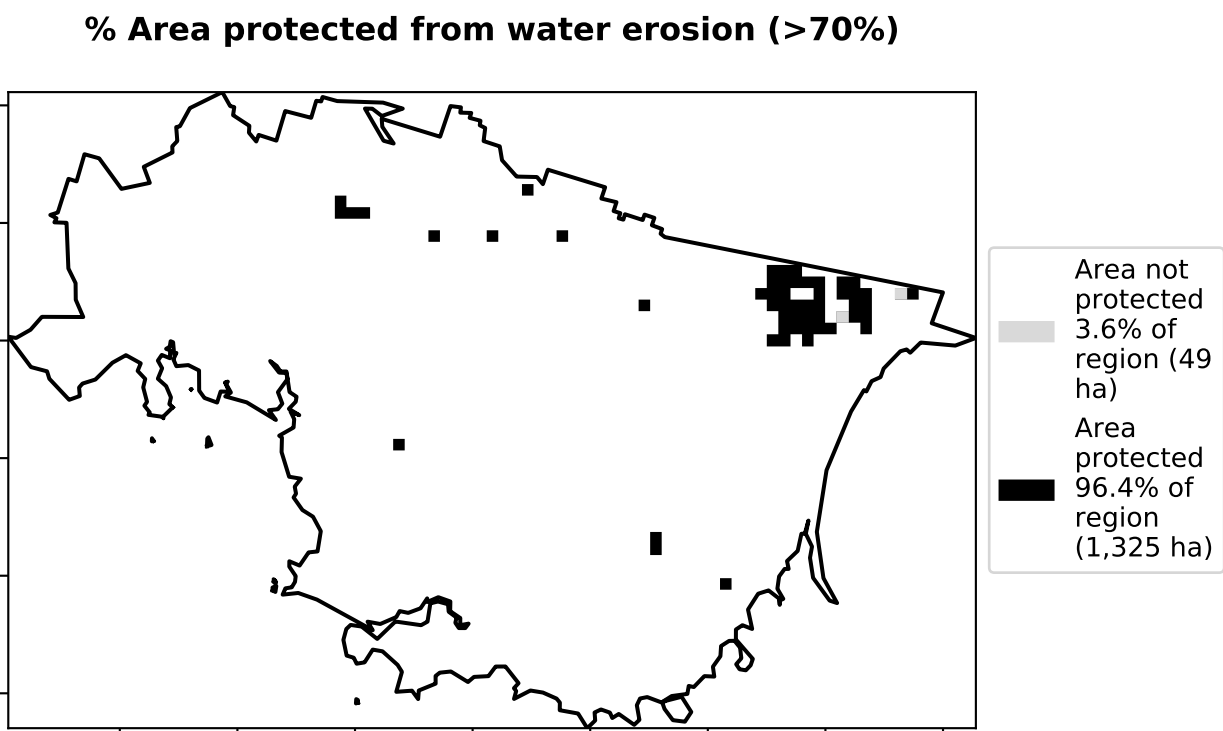 % Area protected from water erosion (>70%)
Area not
protected
3.6% of
region (49
ha)
Area
protected
96.4% of
region
(1,325 ha)